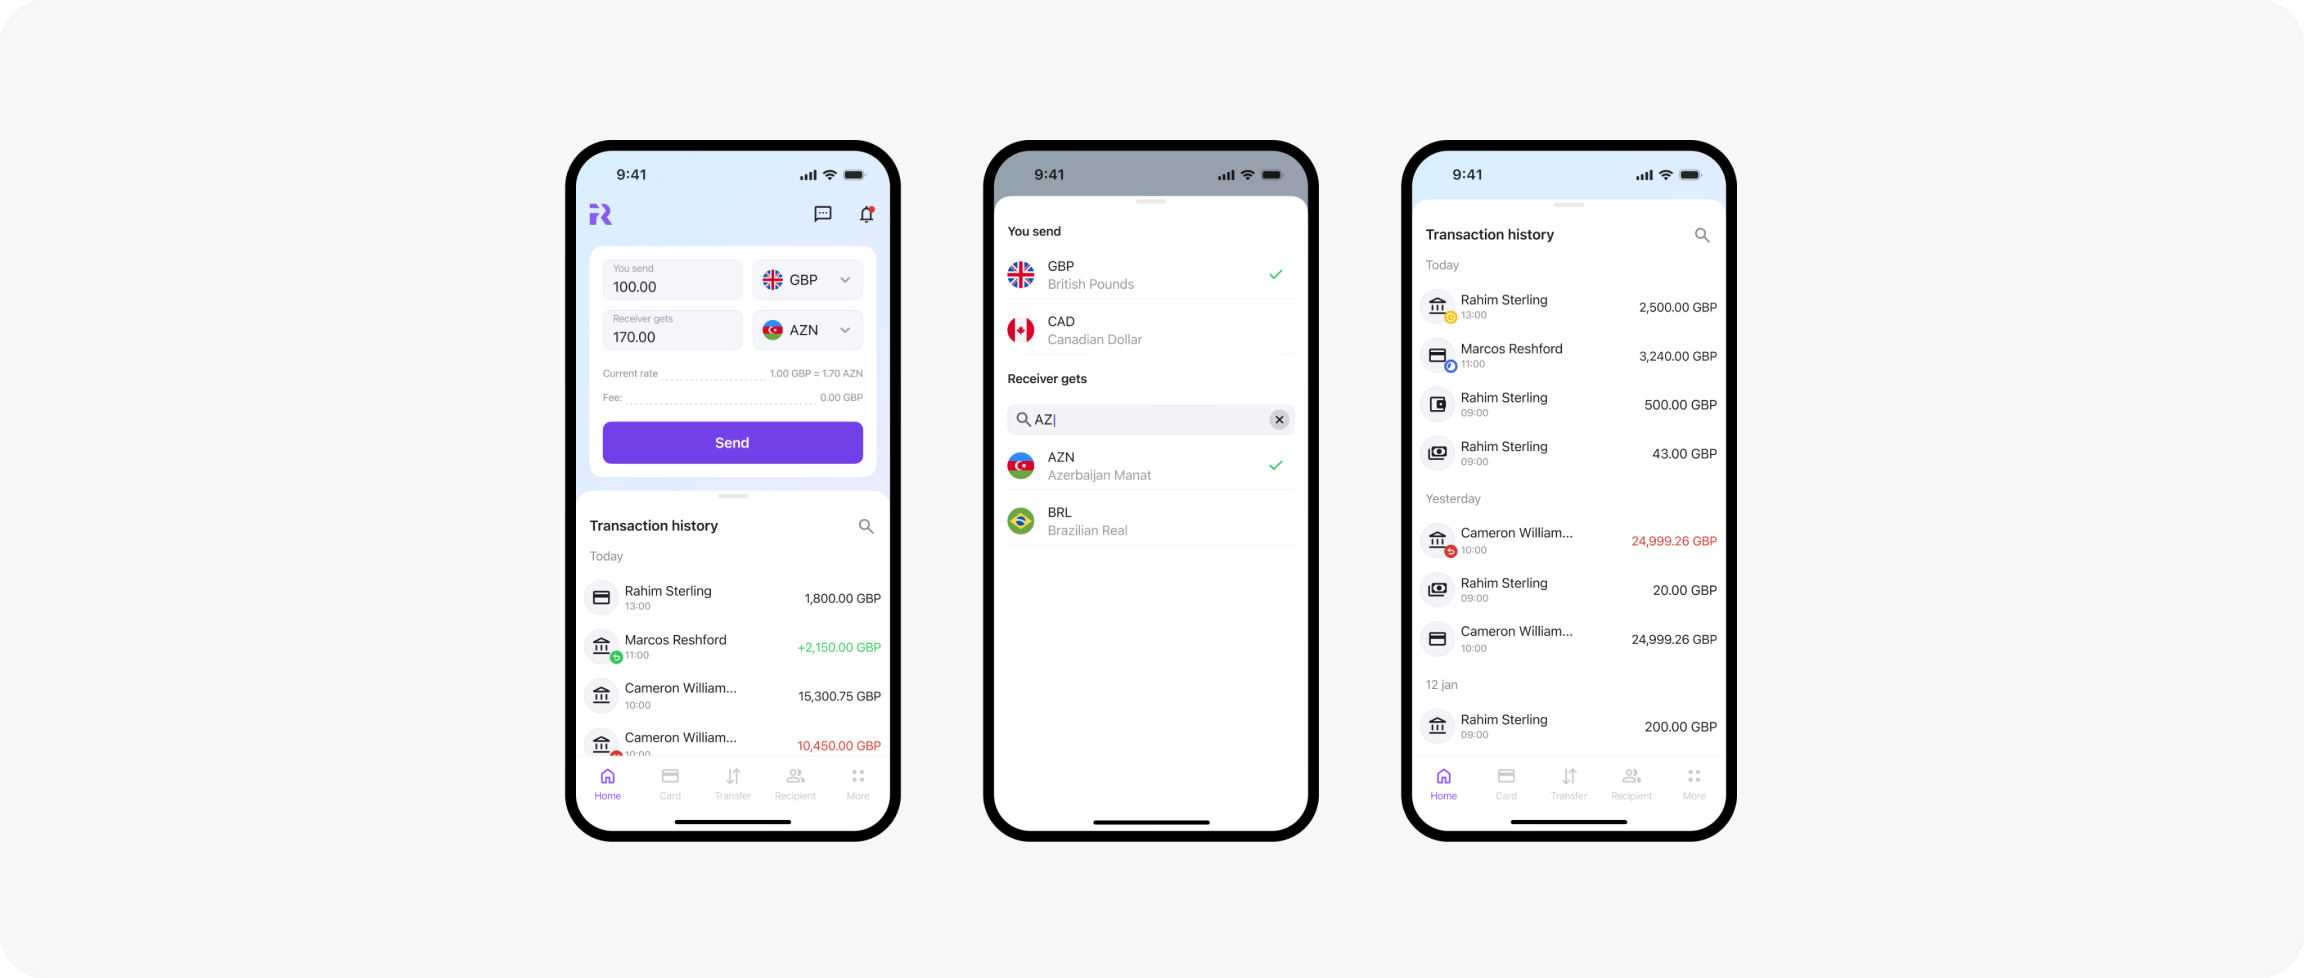 9:41
You send
100.00
GBP
Receiver gets
170.00
AZN
Current rate 1.00 GBP = 1.70 AZN
Fee: 0.00 GBP
Send
Transaction history
Today
Rahim Sterling
13:00
1,800.00 GBP
Marcos Reshford
11:00
+2,150.00 GBP
Cameron William...
10:00
15,300.75 GBP
Cameron William...
10:00
10,450.00 GBP
Home Card Transfer Recipient More
9:41
You send
GBP
British Pounds
CAD
Canadian Dollar
Receiver gets
AZ
AZN
Azerbaijan Manat
BRL
Brazilian Real
9:41
Transaction history
Today
Rahim Sterling
13:00
2,500.00 GBP
Marcos Reshford
11:00
3,240.00 GBP
Rahim Sterling
09:00
500.00 GBP
Rahim Sterling
09:00
43.00 GBP
Yesterday
Cameron William...
10:00
24,999.26 GBP
Rahim Sterling
09:00
20.00 GBP
Cameron William...
10:00
24,999.26 GBP
12 jan
Rahim Sterling
09:00
200.00 GBP
Home Card Transfer Recipient More